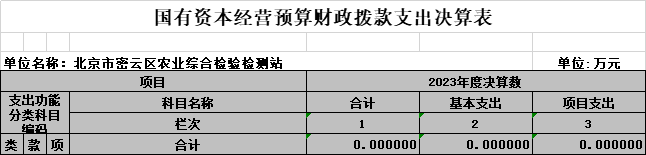 国有资本经营预算财政拨款支出决算表
单位名称：北京市密云区农业综合检验检测站 单位:万元
项目 2023年度决算数
支出功能分类科目编码 科目名称 合计 基本支出 项目支出
栏次 1 2 3
类 款 项 合计 0.000000 0.000000 0.000000